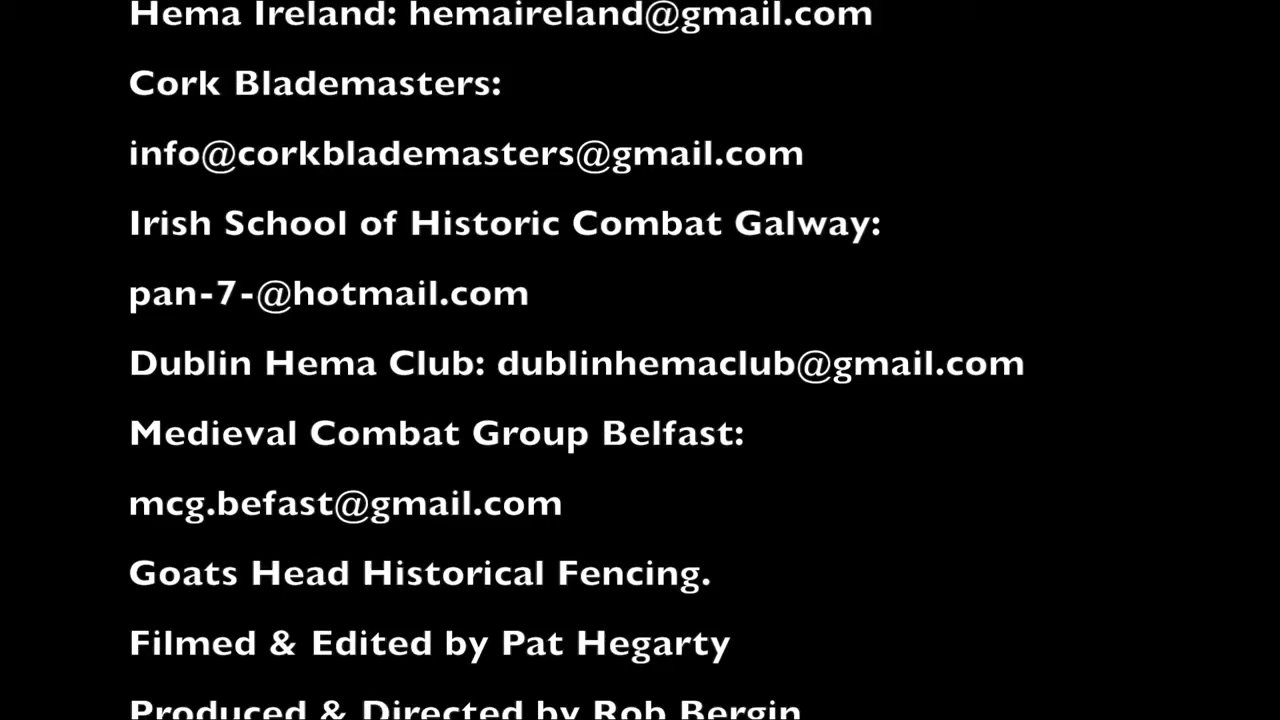 Hema Ireland: hemaireland@gmail.com
Cork Blademasters:
info@corkblademasters@gmail.com
Irish School of Historic Combat Galway:
pan-7-@hotmail.com
Dublin Hema Club: dublinhemaclub@gmail.com
Medieval Combat Group Belfast:
mcg.befast@gmail.com
Goats Head Historical Fencing.
Filmed & Edited by Pat Hegarty
Produced & Directed by Rob Bergin